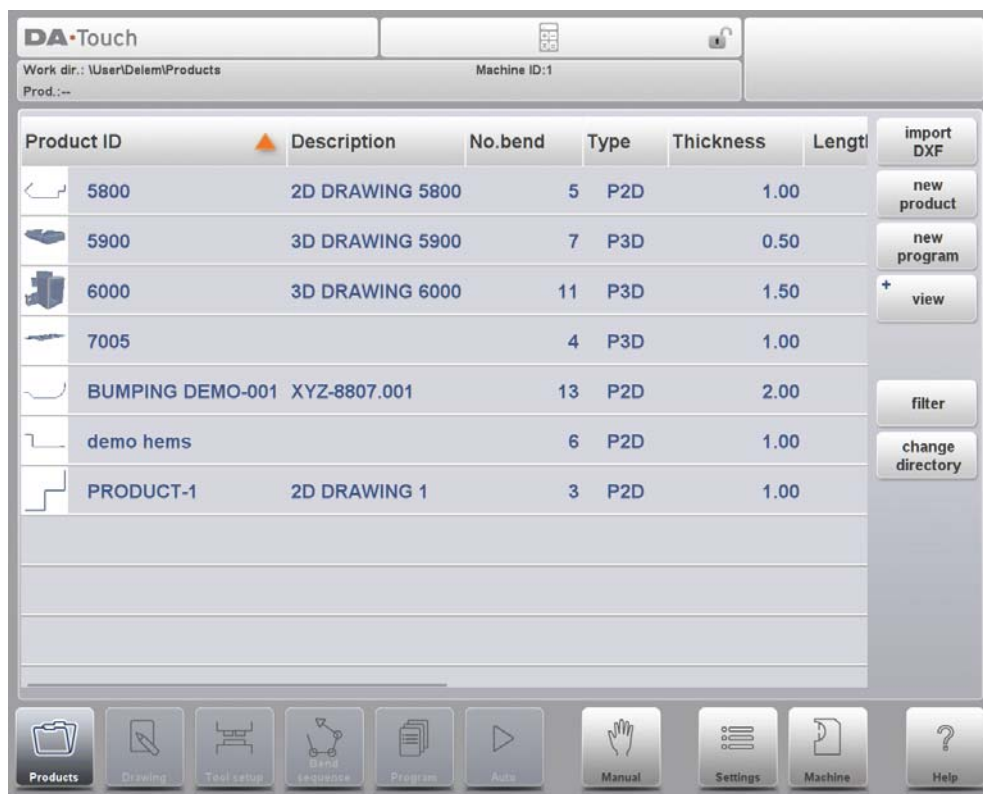 DA·Touch
Work dir.: \User\Delem\Products
Machine ID:1
Prod.:--
Product ID Description No.bend Type Thickness Lengtl
5800 2D DRAWING 5800 5 P2D 1.00
5900 3D DRAWING 5900 7 P3D 0.50
6000 3D DRAWING 6000 11 P3D 1.50
7005 4 P3D 1.00
BUMPING DEMO-001 XYZ-8807.001 13 P2D 2.00
demo hems 6 P2D 1.00
PRODUCT-1 2D DRAWING 1 3 P2D 1.00
import
DXF
new
product
new
program
+ view
filter
change
directory
Products
Drawing
Tool setup
Bend
sequence
Program
Auto
Manual
Settings
Machine
? Help